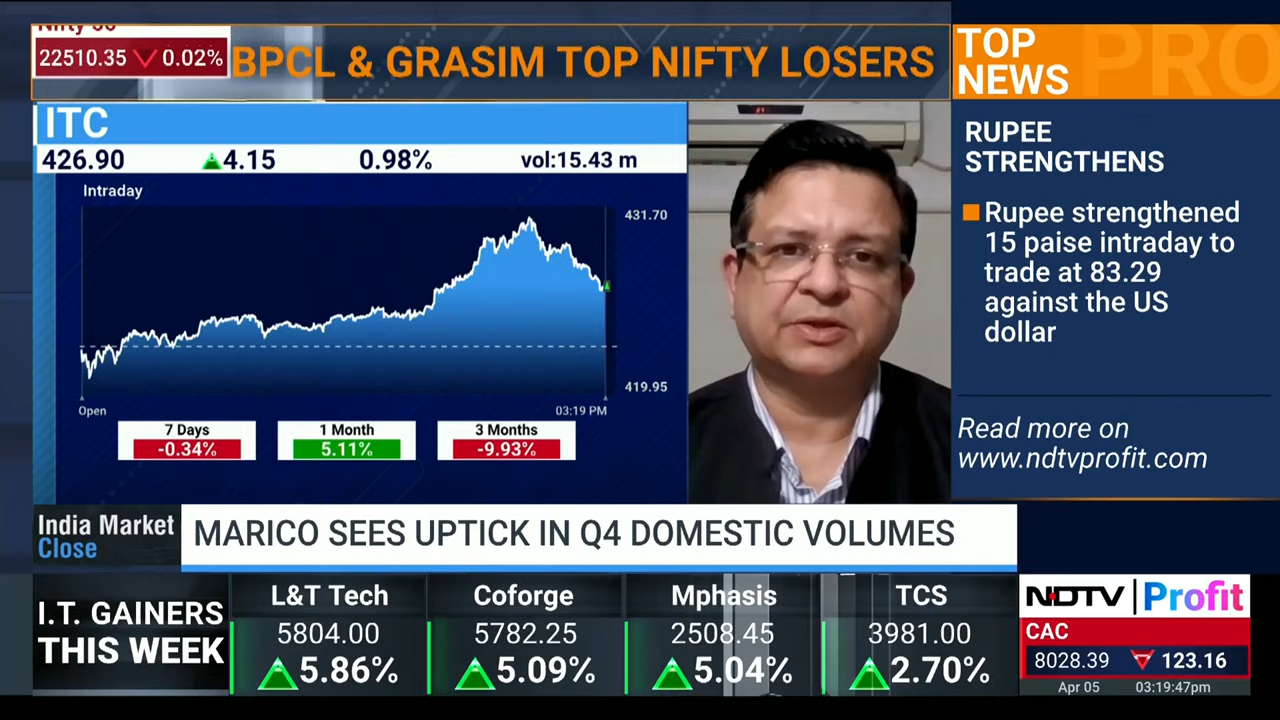 Nifty 50
22510.35 0.02%
BPCL & GRASIM TOP NIFTY LOSERS
TOP
NEWS
PRO
ITC
426.90 4.15 0.98% vol:15.43 m
Intraday
431.70
419.95
Open 03:19 PM
7 Days
-0.34%
1 Month
5.11%
3 Months
-9.93%
RUPEE
STRENGTHENS
Rupee strengthened
15 paise intraday to
trade at 83.29
against the US
dollar
Read more on
www.ndtvprofit.com
India Market
Close
MARICO SEES UPTICK IN Q4 DOMESTIC VOLUMES
I.T. GAINERS
THIS WEEK
L&T Tech
5804.00
5.86%
Coforge
5782.25
5.09%
Mphasis
2508.45
5.04%
TCS
3981.00
2.70%
NDTV Profit
CAC
8028.39 123.16
Apr 05 03:19:47pm